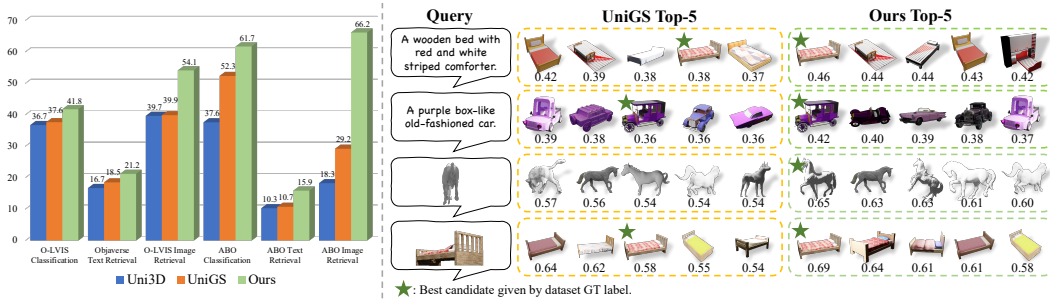 70
60
50
40
30
20
10
0
36.7 37.6 41.8
16.7 18.5 21.2
39.7 39.9 54.1
37.6 52.3 61.7
10.3 10.7 15.9
18.3 29.2 66.2
O-LVIS Classification
Objaverse Text Retrieval
O-LVIS Image Retrieval
ABO Classification
ABO Text Retrieval
ABO Image Retrieval
Uni3D UniGS Ours
Query UniGS Top-5 Ours Top-5
A wooden bed with
red and white
striped comforter.
0.42 0.39 0.38 0.38 0.37
0.46 0.44 0.44 0.43 0.42
A purple box-like
old-fashioned car.
0.39 0.38 0.36 0.36 0.36
0.42 0.40 0.39 0.38 0.37
0.57 0.56 0.54 0.54 0.54
0.65 0.63 0.63 0.61 0.60
0.64 0.62 0.58 0.55 0.54
0.69 0.64 0.61 0.61 0.58
: Best candidate given by dataset GT label.